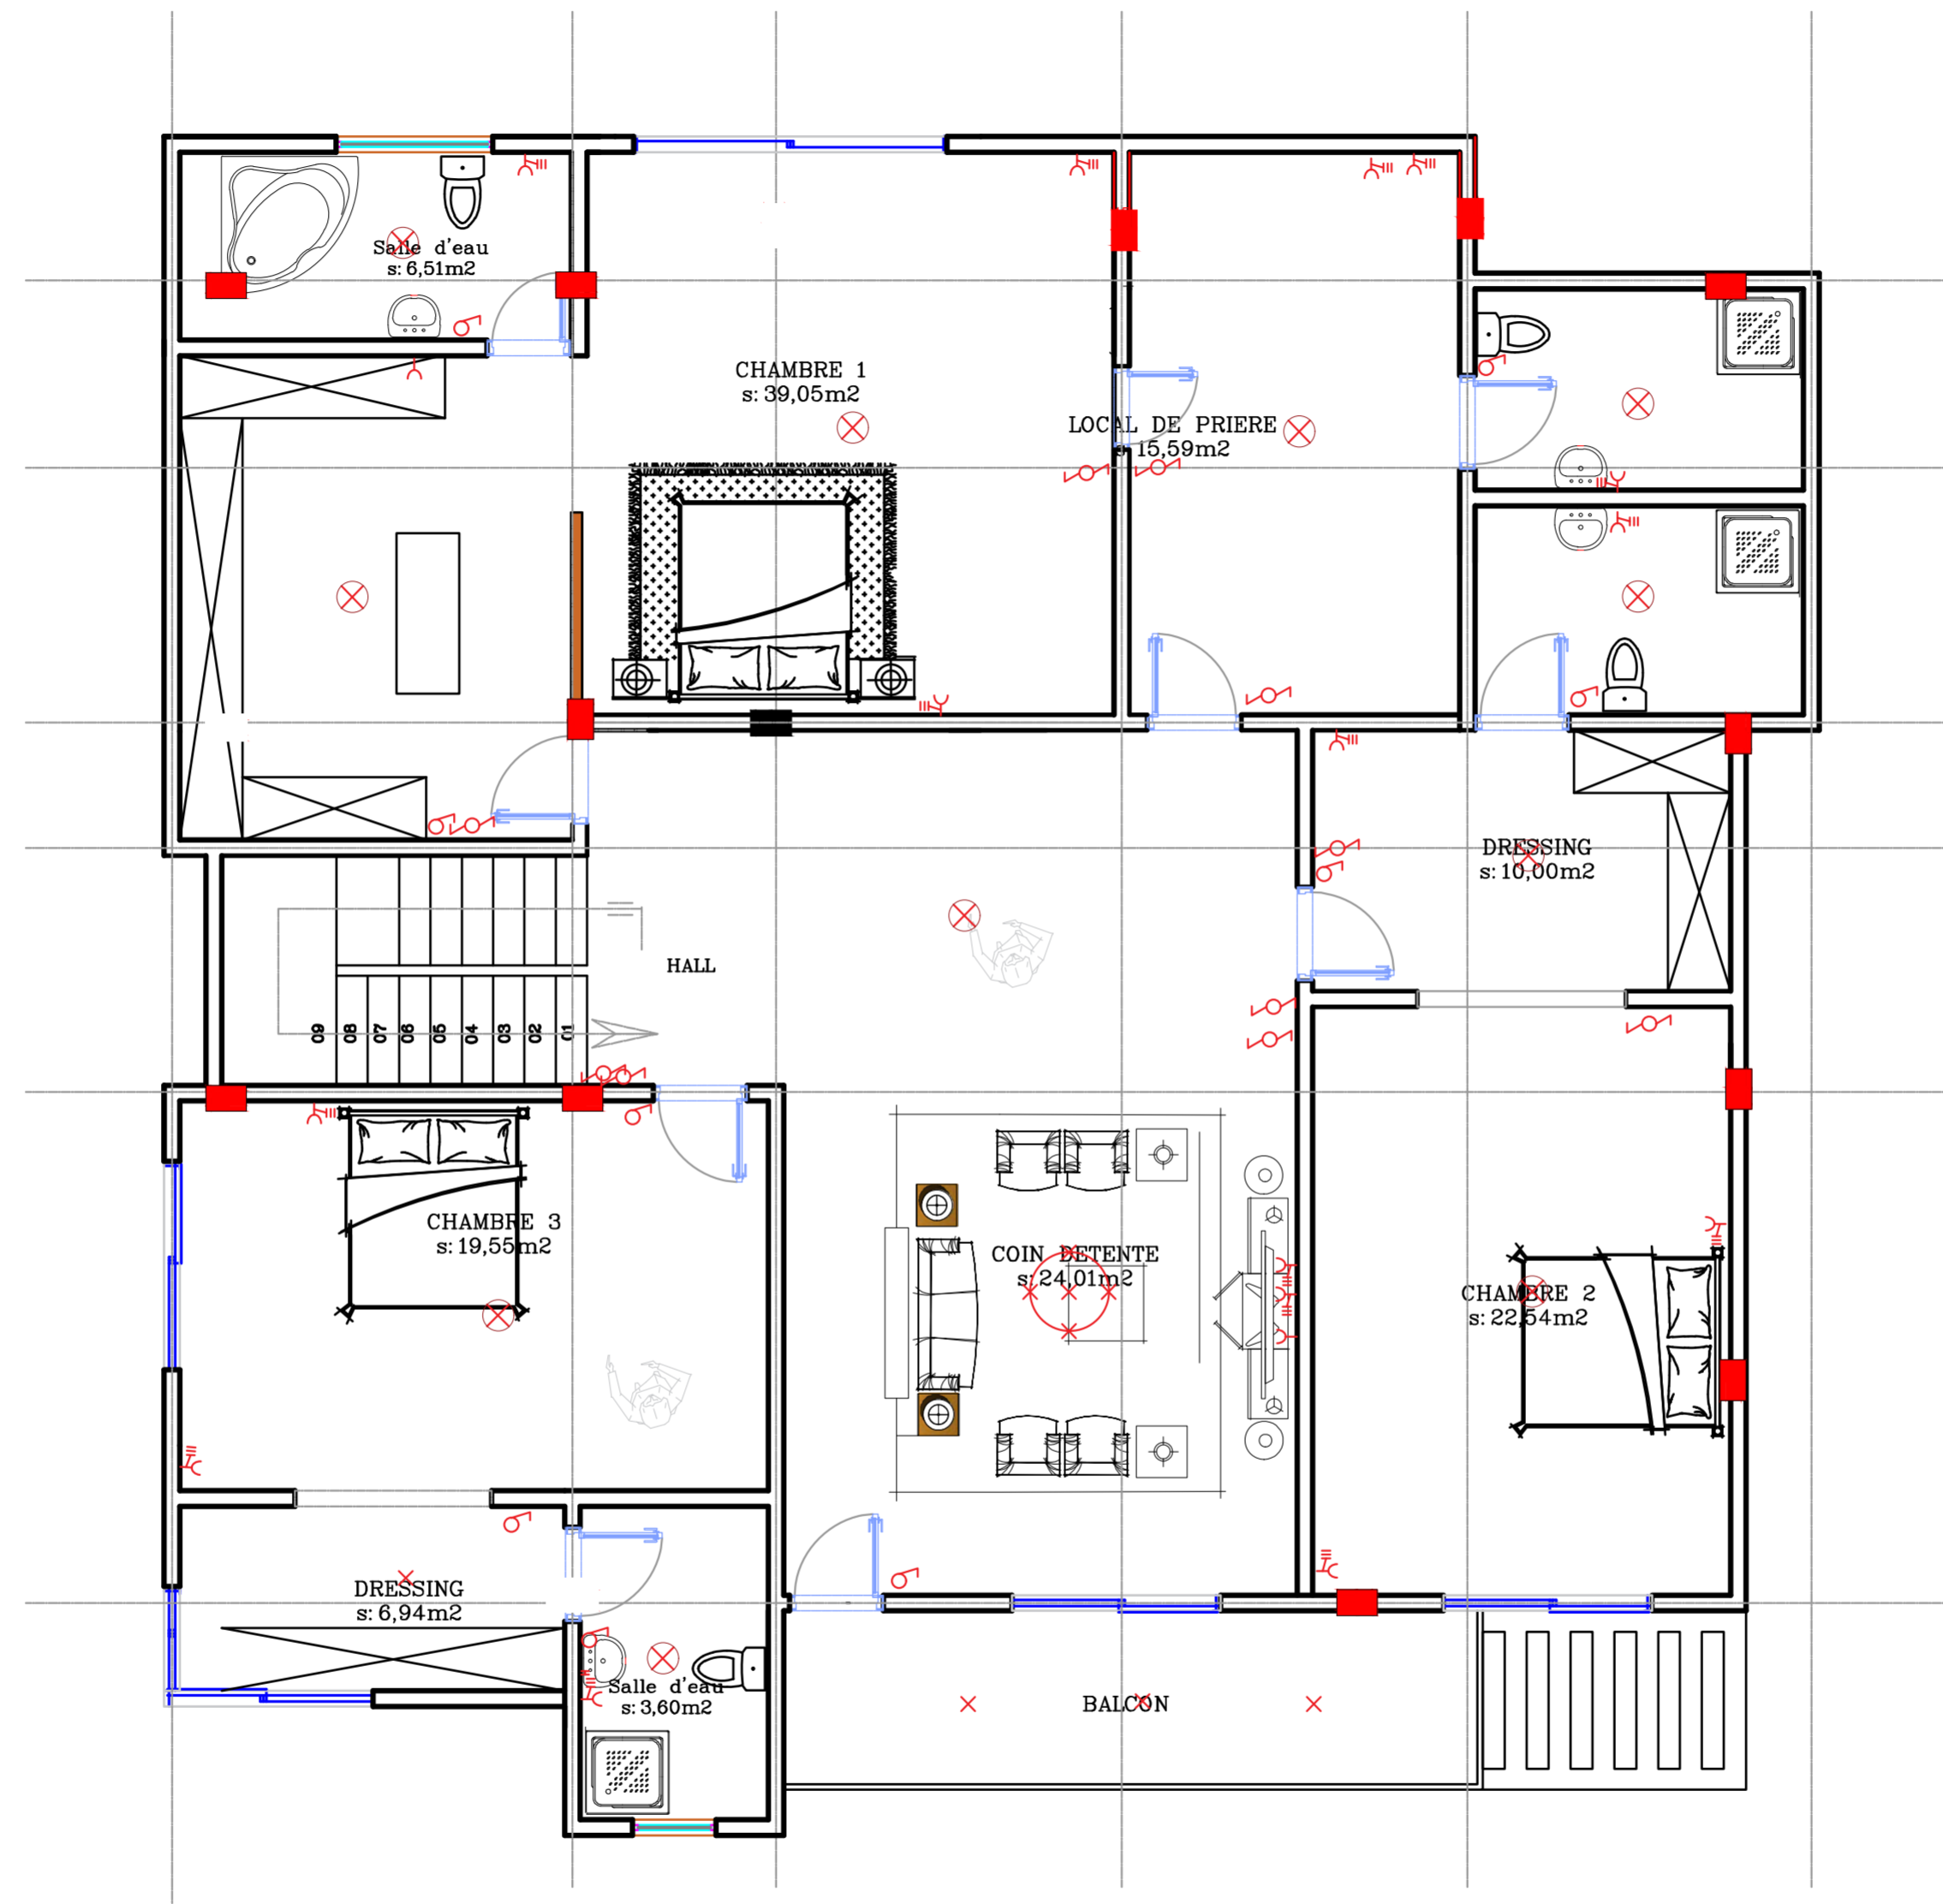 Salle d'eau
s: 6,51m2
CHAMBRE 1
s: 39,05m2
LOCAL DE PRIERE
15,59m2
DRESSING
s: 10,00m2
HALL
09 08 07 06 05 04 03 02 01
CHAMBRE 3
s: 19,55m2
COIN DETENTE
s: 24,01m2
CHAMBRE 2
s: 22,54m2
DRESSING
s: 6,94m2
Salle d'eau
s: 3,60m2
BALCON